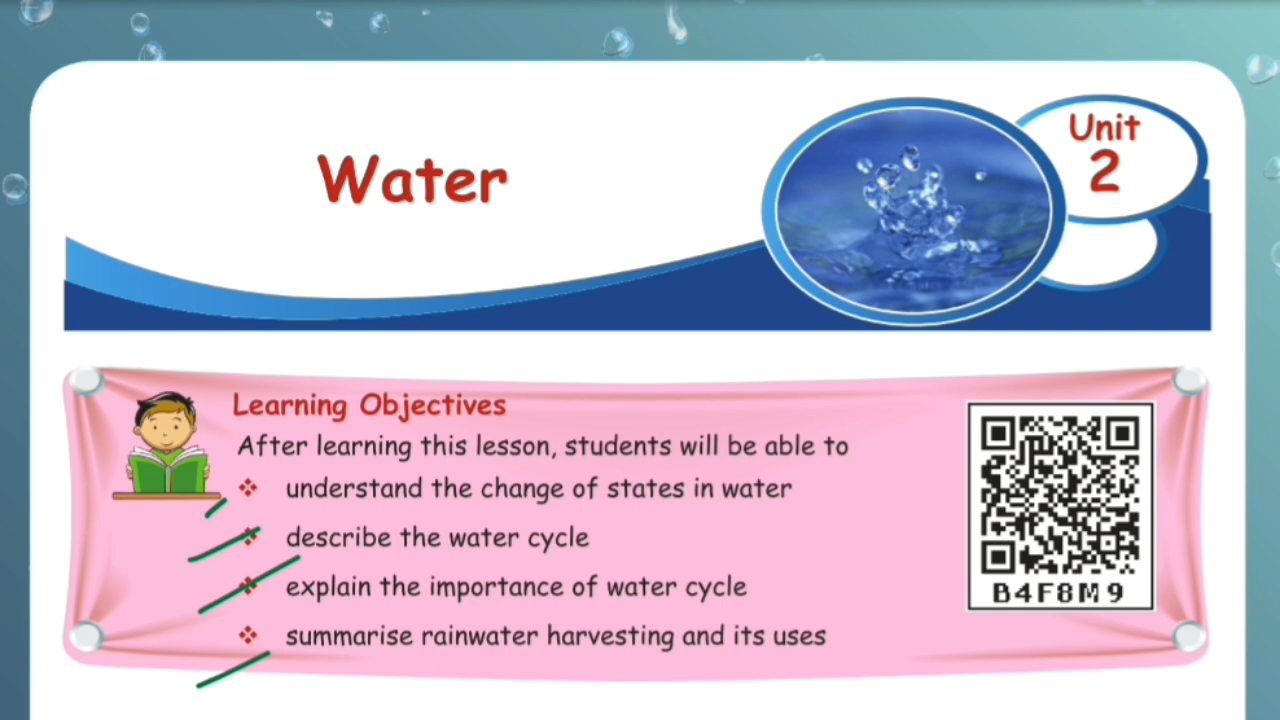 Water
Unit
2
Learning Objectives
After learning this lesson, students will be able to
understand the change of states in water
describe the water cycle
explain the importance of water cycle
summarise rainwater harvesting and its uses
B4F8M9